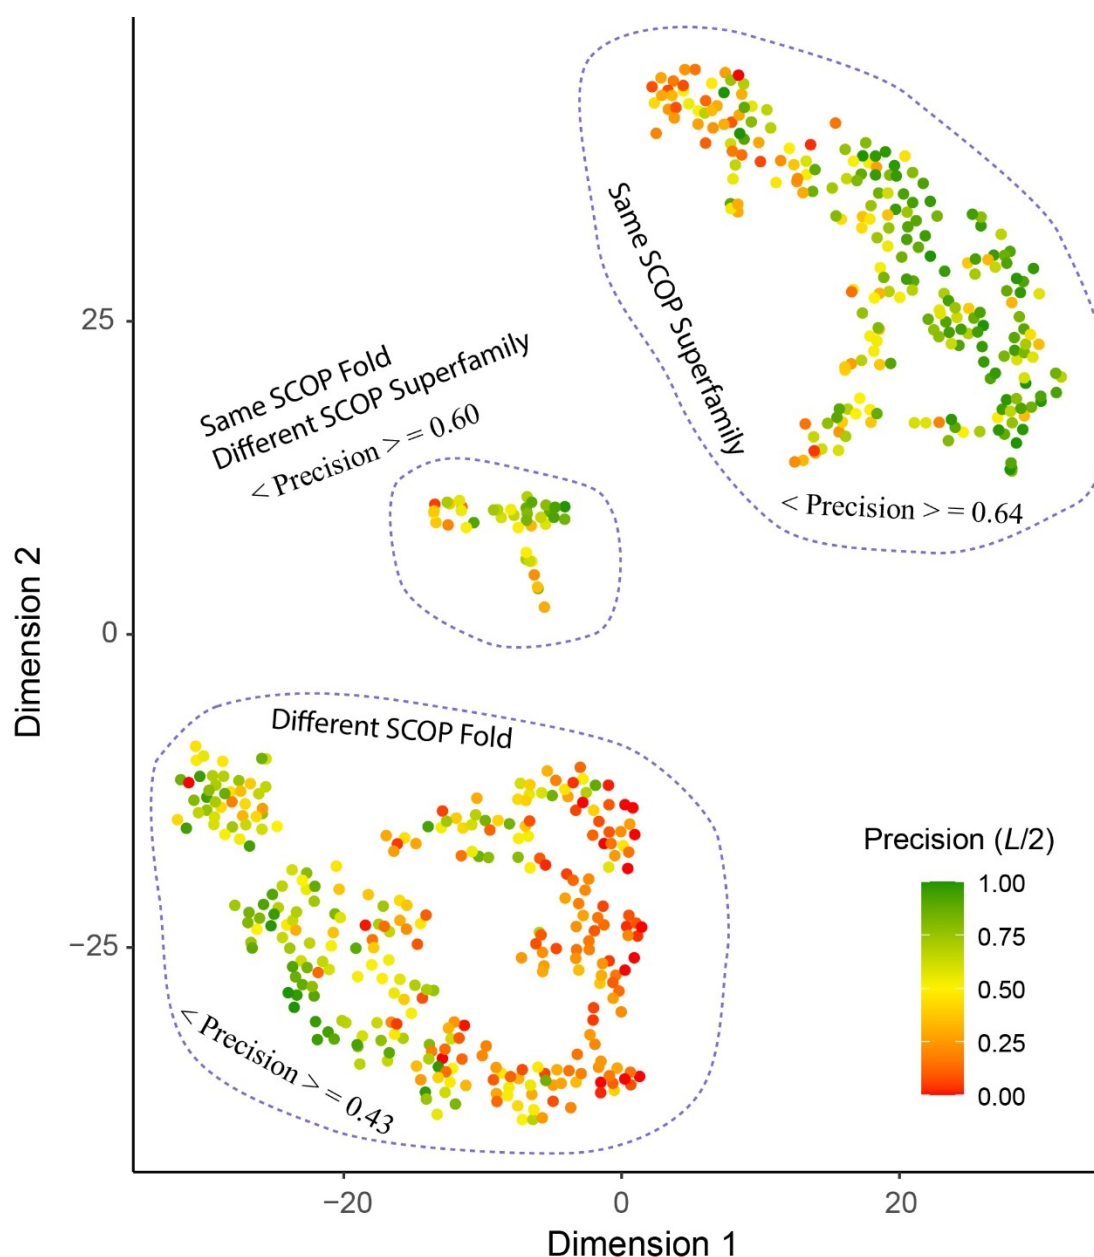 Same SCOP Superfamily
< Precision > = 0.64
Same SCOP Fold
Different SCOP Superfamily
< Precision > = 0.60
Different SCOP Fold
< Precision > = 0.43
Precision (L/2)
1.00
0.75
0.50
0.25
0.00
25
0
−25
Dimension 2
−20
0
20
Dimension 1